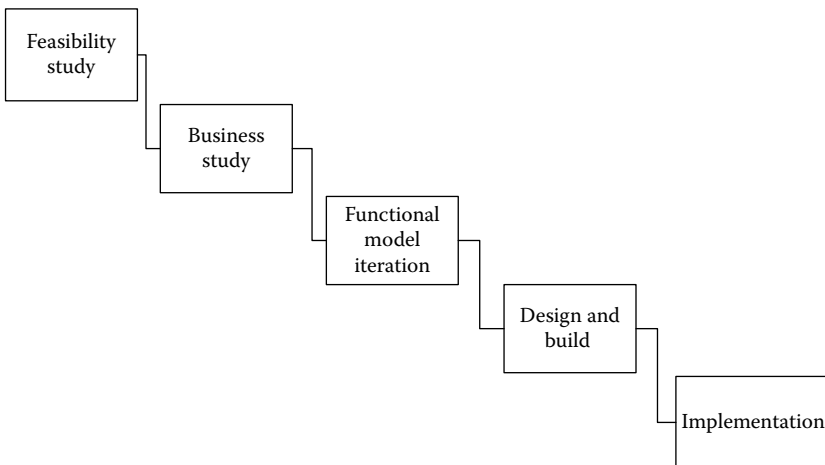 Feasibility
study
Business
study
Functional
model
iteration
Design and
build
Implementation